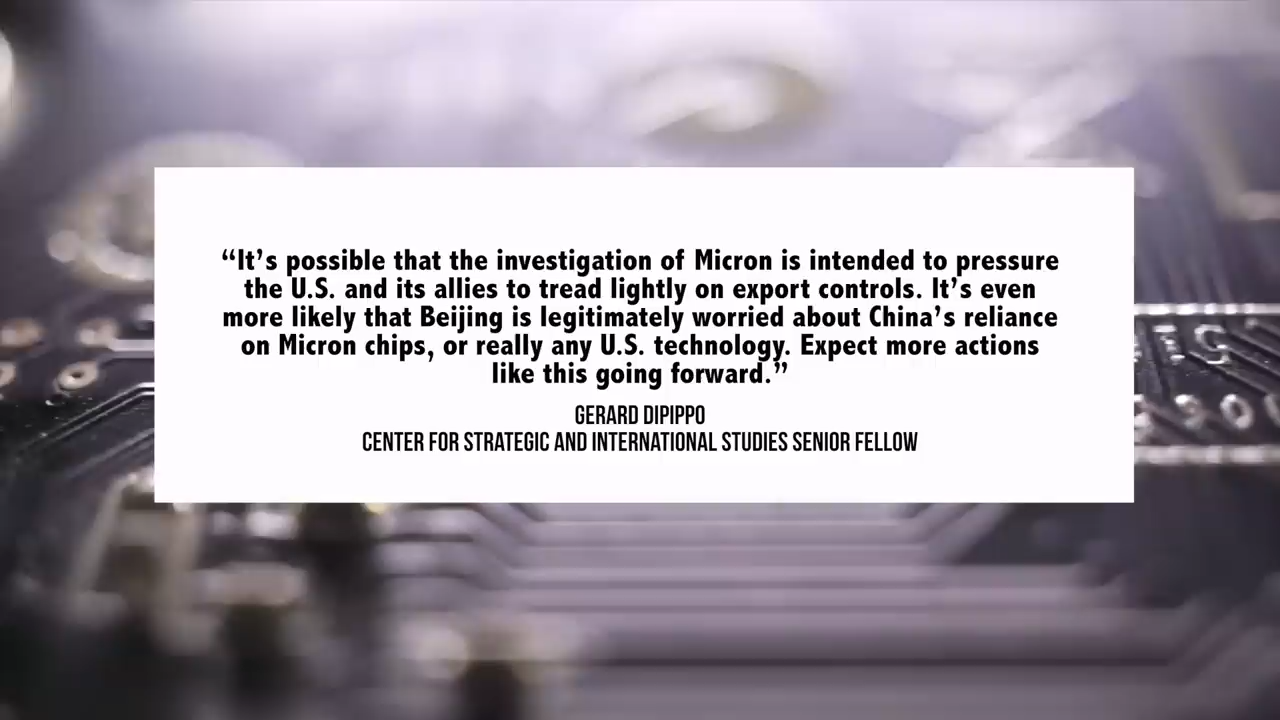 “It’s possible that the investigation of Micron is intended to pressure
the U.S. and its allies to tread lightly on export controls. It’s even
more likely that Beijing is legitimately worried about China’s reliance
on Micron chips, or really any U.S. technology. Expect more actions
like this going forward.”
GERARD DIPIPPO
CENTER FOR STRATEGIC AND INTERNATIONAL STUDIES SENIOR FELLOW